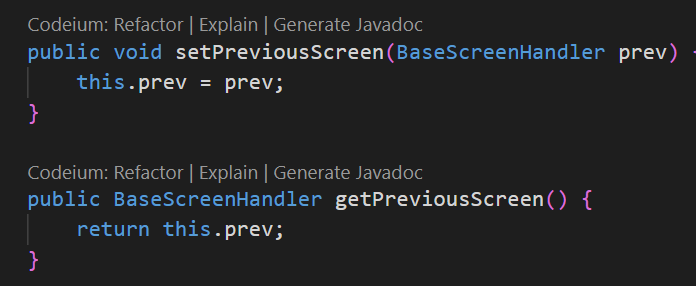 Codeium: Refactor | Explain | Generate Javadoc
public void setPreviousScreen(BaseScreenHandler prev) {
    this.prev = prev;
}
Codeium: Refactor | Explain | Generate Javadoc
public BaseScreenHandler getPreviousScreen() {
    return this.prev;
}